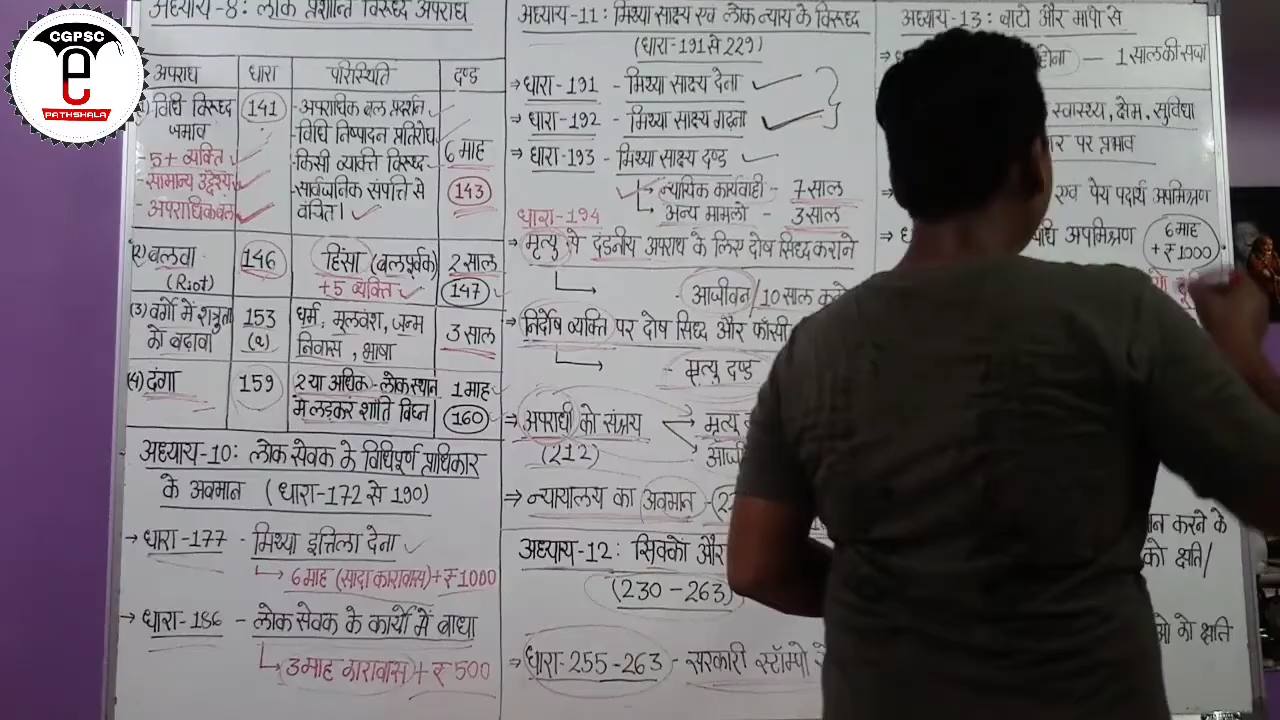 CGPSC
e
PATHSHALA
अध्याय-8: लोक प्रशान्ति विरूध्द अपराध
अपराध धारा परिस्थिति दण्ड
(1) विधि विरूध्द जमाव
-5+ व्यक्ति
-सामान्य उद्देश्य
-अपराधिक बल
141
-अपराधिक बल प्रदर्शन
-विधि निष्पादन प्रतिरोध
-किसी व्यक्ति विरूध्द
-सार्वजनिक संपत्ति से
वंचित।
6 माह
143
(2) बलवा
(Riot)
146
हिंसा (बलपूर्वक)
+5 व्यक्ति
2 साल
147
(3) वर्गो में शत्रुता
को बढ़ावा
153
(ए)
धर्म, मूलवंश, जन्म
निवास, भाषा
3 साल
(4) दंगा
159
2 या अधिक - लोकस्थान
में लड़कर शांति विघ्न
1 माह
160
अध्याय-10: लोक सेवक के विधिपूर्ण प्राधिकार
के अवमान (धारा-172 से 190)
→ धारा-177 - मिथ्या इत्तिला देना
6 माह (सादा कारावास) + ₹1000
→ धारा-186 - लोक सेवक के कार्यो में बाधा
3 माह कारावास + ₹500
अध्याय-11: मिथ्या साक्ष्य एवं लोक न्याय के विरूध्द
(धारा-191 से 229)
⇒ धारा-191 - मिथ्या साक्ष्य देना
⇒ धारा-192 - मिथ्या साक्ष्य गढ़ना
⇒ धारा-193 - मिथ्या साक्ष्य दण्ड
न्यायिक कार्यवाही - 7 साल
अन्य मामलो - 3 साल
धारा-194
⇒ मृत्यु से दंडनीय अपराध के लिए दोष सिध्द कराने
- आजीवन/10 साल
⇒ निर्दोष व्यक्ति पर दोष सिध्द और फाँसी
- मृत्यु दण्ड
⇒ अपराधी को संश्रय
(212)
मृत्यु
⇒ न्यायालय का अवमान -
अध्याय-12: सिक्को और
(230-263)
⇒ धारा-255-263 - सरकारी स्टॉम्पो
अध्याय-13: बाटो और मापो से
होना — 1 साल की सजा
स्वास्थ्य, क्षेम, सुविधा
पर प्रभाव
एवं पेय पदार्थ अपमिश्रण
अपमिश्रण
6 माह
+ ₹1000
करने के
को क्षति/
को क्षति